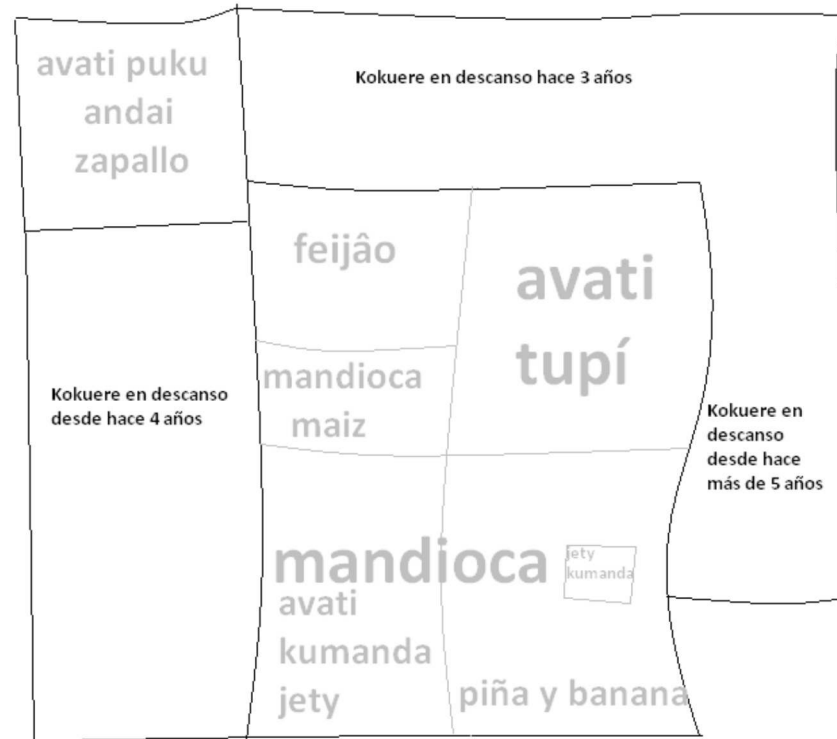 avati puku
andai
zapallo
Kokuere en descanso hace 3 años
feijâo
avati
tupí
mandioca
maiz
Kokuere en descanso
desde hace 4 años
Kokuere en
descanso
desde hace
más de 5 años
mandioca
avati
kumanda
jety
jety
kumanda
piña y banana